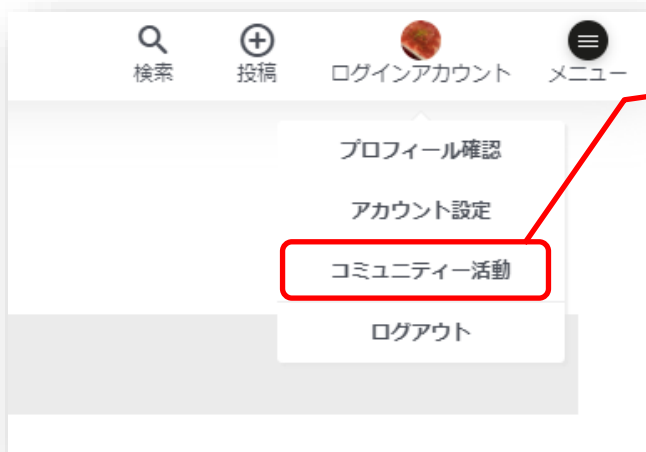 検索
投稿
ログインアカウント
メニュー
プロフィール確認
アカウント設定
コミュニティー活動
ログアウト